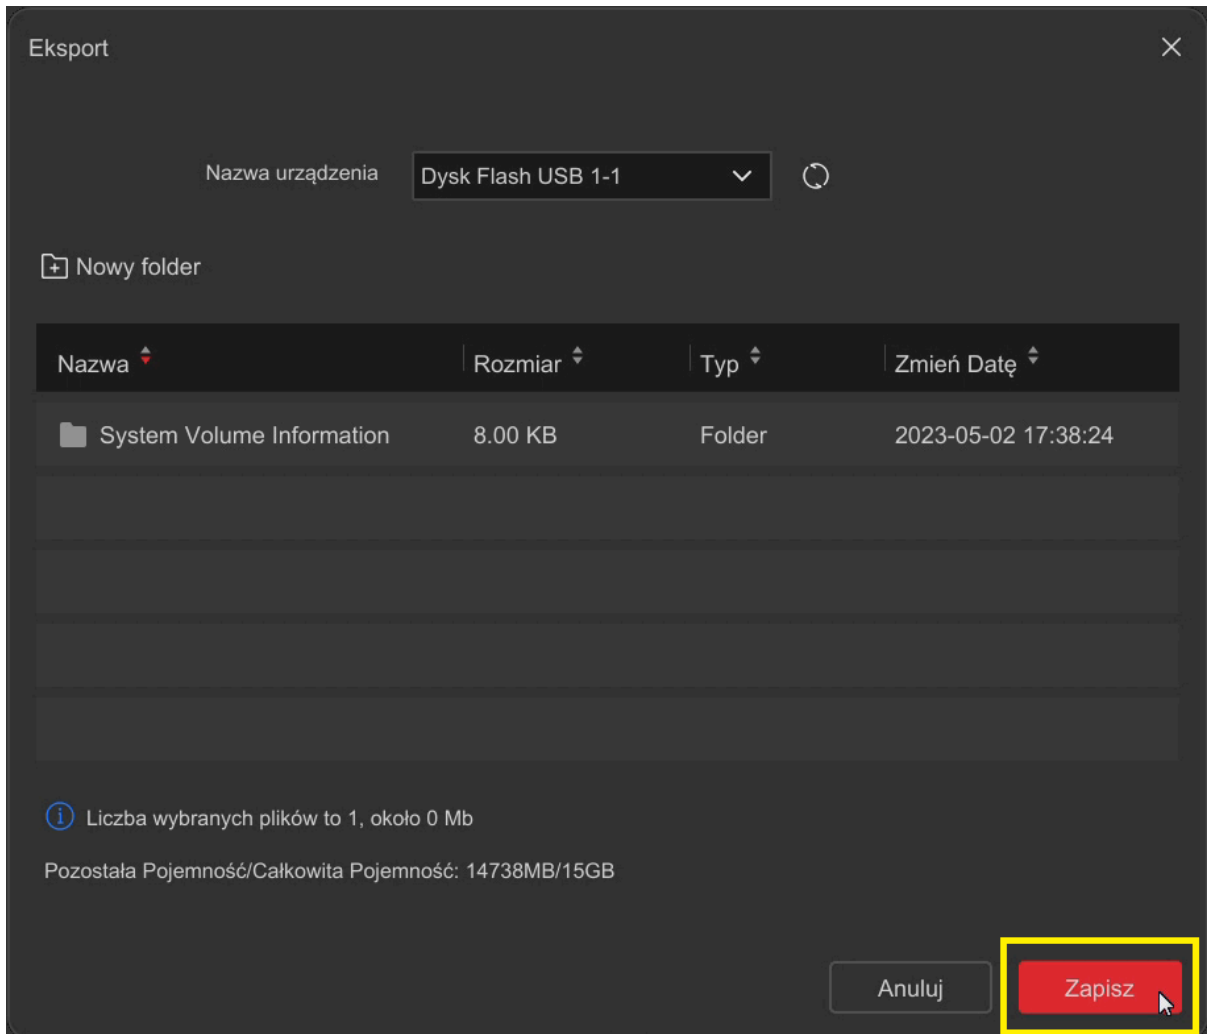 Eksport
Nazwa urządzenia Dysk Flash USB 1-1
Nowy folder
Nazwa Rozmiar Typ Zmień Datę
System Volume Information 8.00 KB Folder 2023-05-02 17:38:24
Liczba wybranych plików to 1, około 0 Mb
Pozostała Pojemność/Całkowita Pojemność: 14738MB/15GB
Anuluj Zapisz